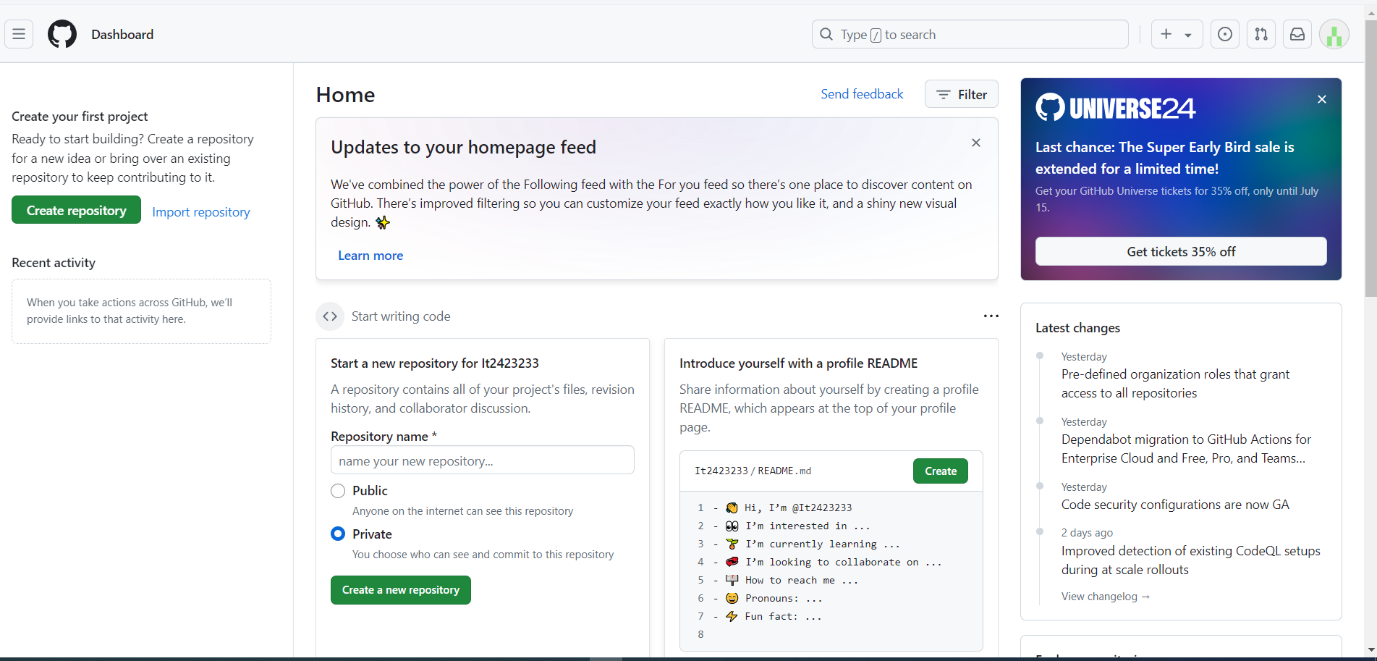 Dashboard
Type / to search
Create your first project
Ready to start building? Create a repository
for a new idea or bring over an existing
repository to keep contributing to it.
Create repository
Import repository
Recent activity
When you take actions across GitHub, we'll
provide links to that activity here.
Home
Send feedback
Filter
Updates to your homepage feed
We've combined the power of the Following feed with the For you feed so there's one place to discover content on
GitHub. There's improved filtering so you can customize your feed exactly how you like it, and a shiny new visual
design. ✨
Learn more
Start writing code
Start a new repository for It2423233
A repository contains all of your project's files, revision
history, and collaborator discussion.
Repository name *
name your new repository...
Public
Anyone on the internet can see this repository
Private
You choose who can see and commit to this repository
Create a new repository
Introduce yourself with a profile README
Share information about yourself by creating a profile
README, which appears at the top of your profile
page.
It2423233 / README.md
Create
1 - 👋 Hi, I'm @It2423233
2 - 👀 I'm interested in ...
3 - 🌱 I'm currently learning ...
4 - 💞️ I'm looking to collaborate on ...
5 - 📫 How to reach me ...
6 - 😄 Pronouns: ...
7 - ⚡ Fun fact: ...
8
UNIVERSE24
Last chance: The Super Early Bird sale is
extended for a limited time!
Get your GitHub Universe tickets for 35% off, only until July
15.
Get tickets 35% off
Latest changes
Yesterday
Pre-defined organization roles that grant
access to all repositories
Yesterday
Dependabot migration to GitHub Actions for
Enterprise Cloud and Free, Pro, and Teams...
Yesterday
Code security configurations are now GA
2 days ago
Improved detection of existing CodeQL setups
during at scale rollouts
View changelog →